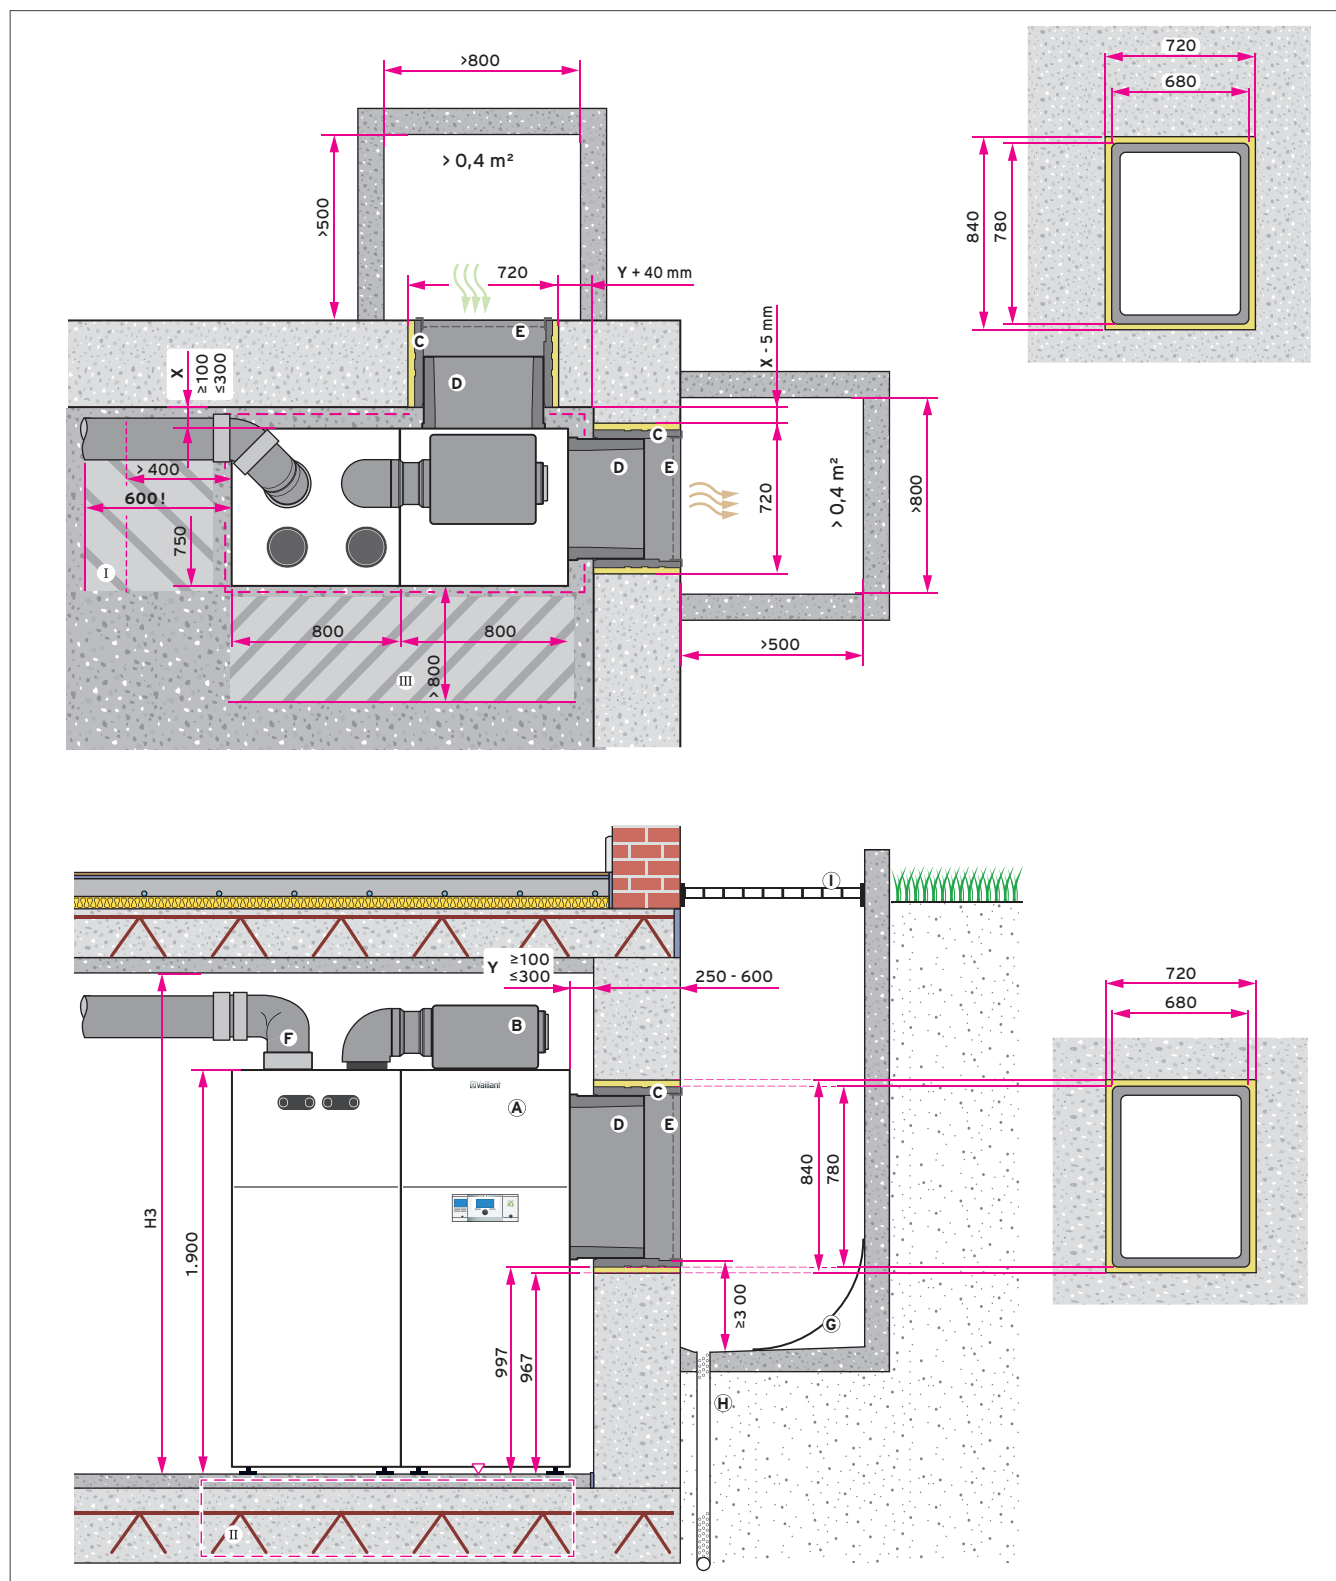 >800
> 0,4 m²
>500
720
Y + 40 mm
C
E
D
X
≥100
≤300
X - 5 mm
> 400
600!
750
I
800
800
>800
III
C
D
E
720
> 0,4 m²
>800
>500
720
680
840
780
I
Y
≥100
≤300
250 - 600
F
B
Vaillant
A
C
D
E
H3
1.900
997
967
840
780
≥3 00
G
H
II
720
680